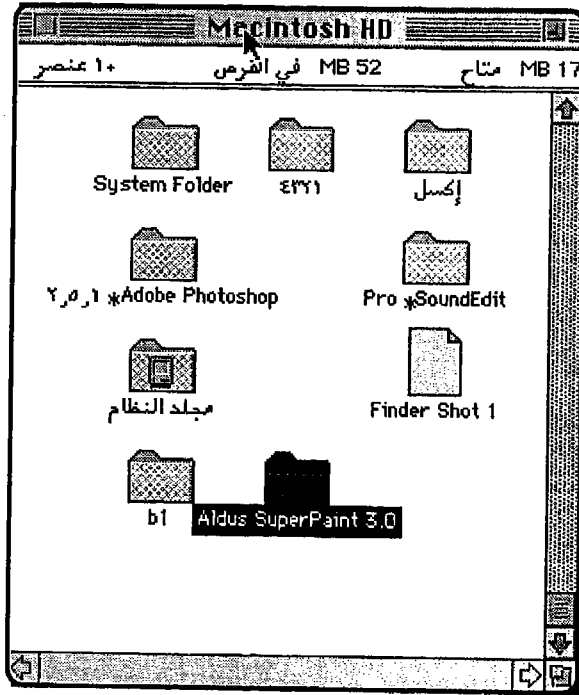 Macintosh HD
١٠ عنصر
52 MB في القرص
17 MB متاح
System Folder
٤٣٢١
إكسل
Adobe Photoshop* ٢٫٥٫١
SoundEdit* Pro
مجلد النظام
Finder Shot 1
b1
Aldus SuperPaint 3.0